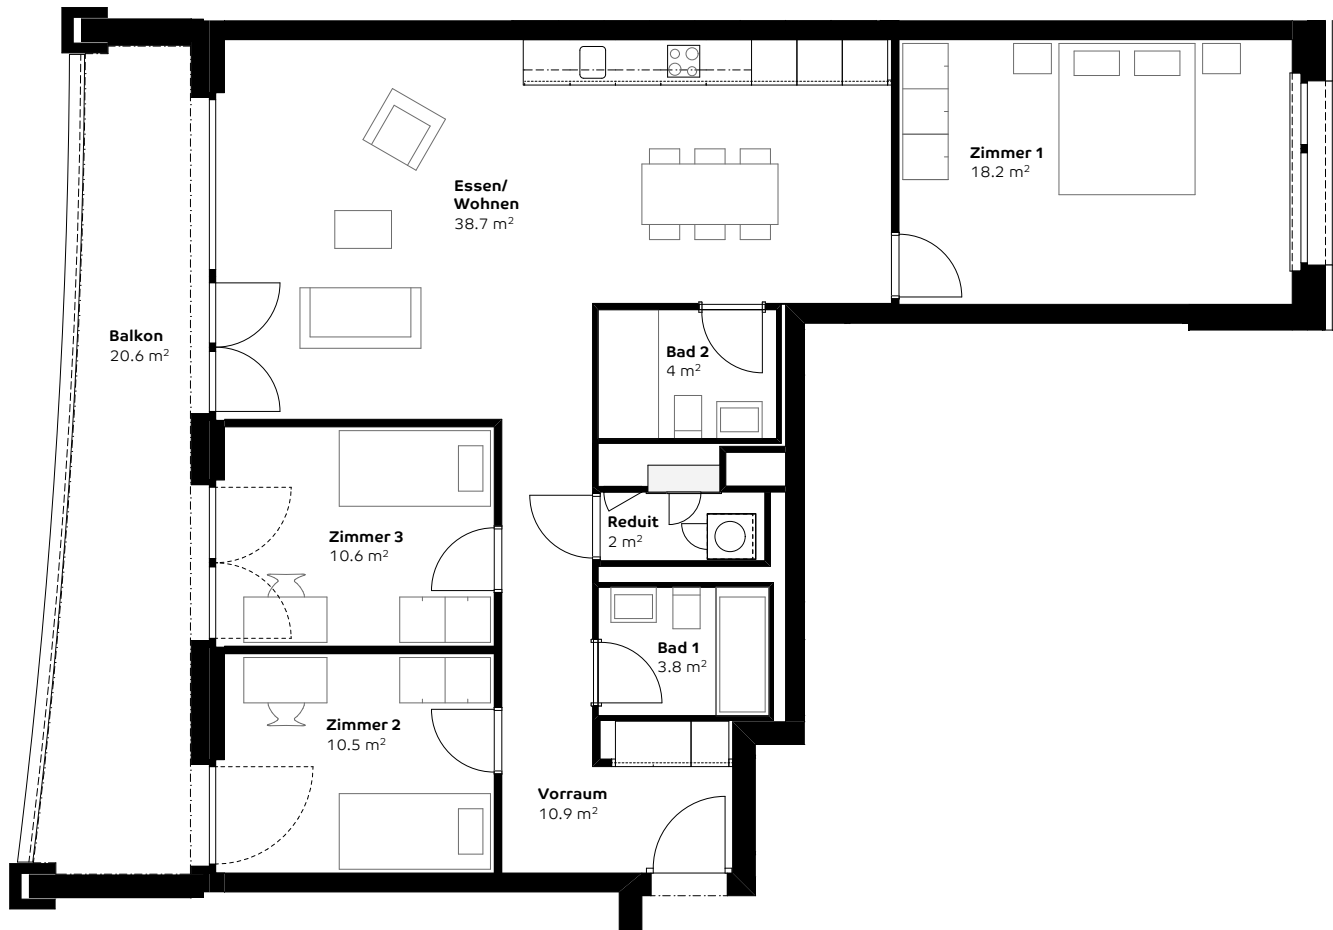 Zimmer 1
18.2 m²
Essen/
Wohnen
38.7 m²
Balkon
20.6 m²
Bad 2
4 m²
Reduit
2 m²
Zimmer 3
10.6 m²
Bad 1
3.8 m²
Zimmer 2
10.5 m²
Vorraum
10.9 m²